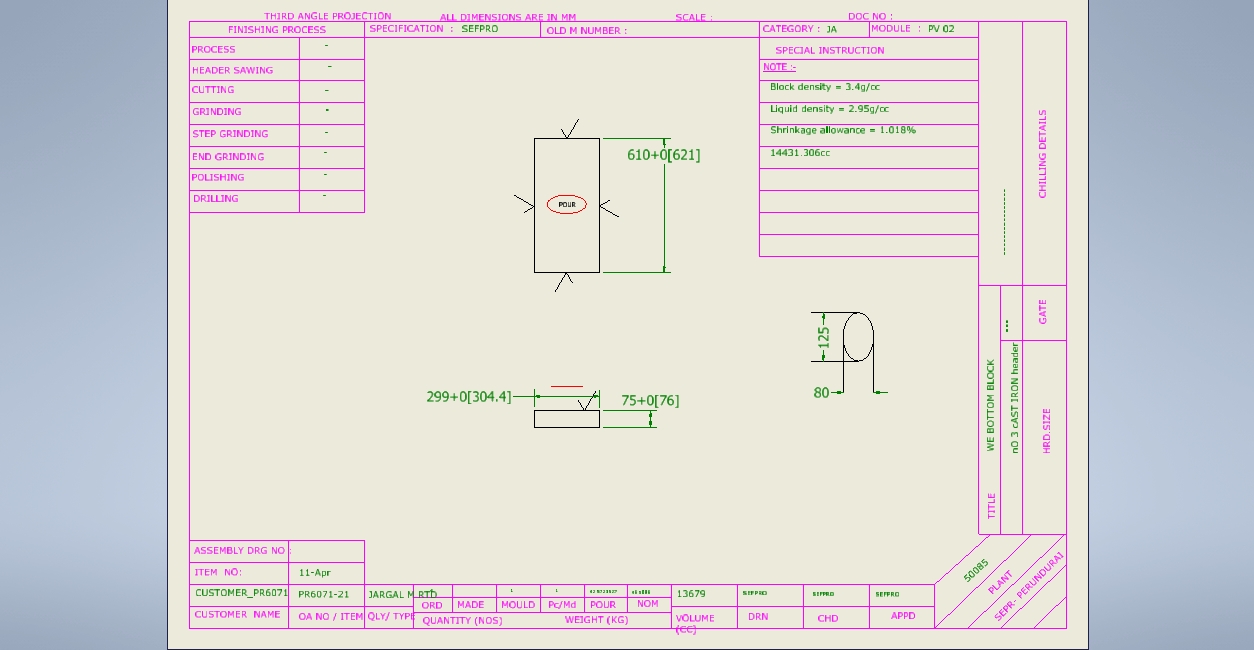 THIRD ANGLE PROJECTION ALL DIMENSIONS ARE IN MM SCALE : DOC NO :
FINISHING PROCESS SPECIFICATION : SEFPRO OLD M NUMBER : CATEGORY : JA MODULE : PV 02
PROCESS -
HEADER SAWING -
CUTTING -
GRINDING -
STEP GRINDING -
END GRINDING -
POLISHING -
DRILLING -
SPECIAL INSTRUCTION
NOTE :-
Block density = 3.4g/cc
Liquid density = 2.95g/cc
Shrinkage allowance = 1.018%
14431.306cc
CHILLING DETAILS
610+0[621]
POUR
125
80
299+0[304.4]
75+0[76]
GATE
WE BOTTOM BLOCK
nO 3 cAST IRON header
HRD.SIZE
TITLE
ASSEMBLY DRG NO :
ITEM NO: 11-Apr
CUSTOMER_PR6071 PR6071-21 JARGAL M RTD 1 1 13679 SEFPRO SEFPRO SEFPRO
CUSTOMER NAME OA NO / ITEM QLY/ TYPE ORD MADE MOULD Pc/Md POUR NOM VOLUME (CC) DRN CHD APPD
QUANTITY (NOS) WEIGHT (KG)
50085
PLANT
SEPR- PERUNDURAI